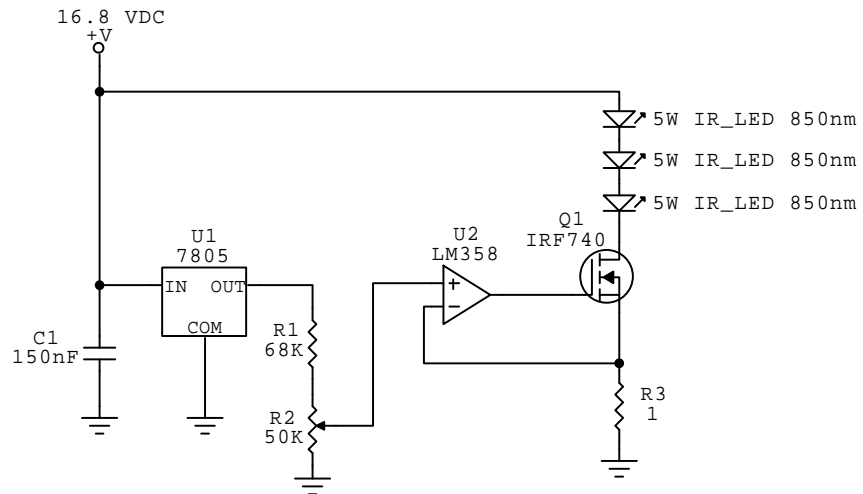 16.8 VDC
+V
5W IR_LED 850nm
5W IR_LED 850nm
5W IR_LED 850nm
Q1
IRF740
U1
7805
U2
LM358
IN OUT
COM
+
−
C1
150nF
R1
68K
R2
50K
R3
1